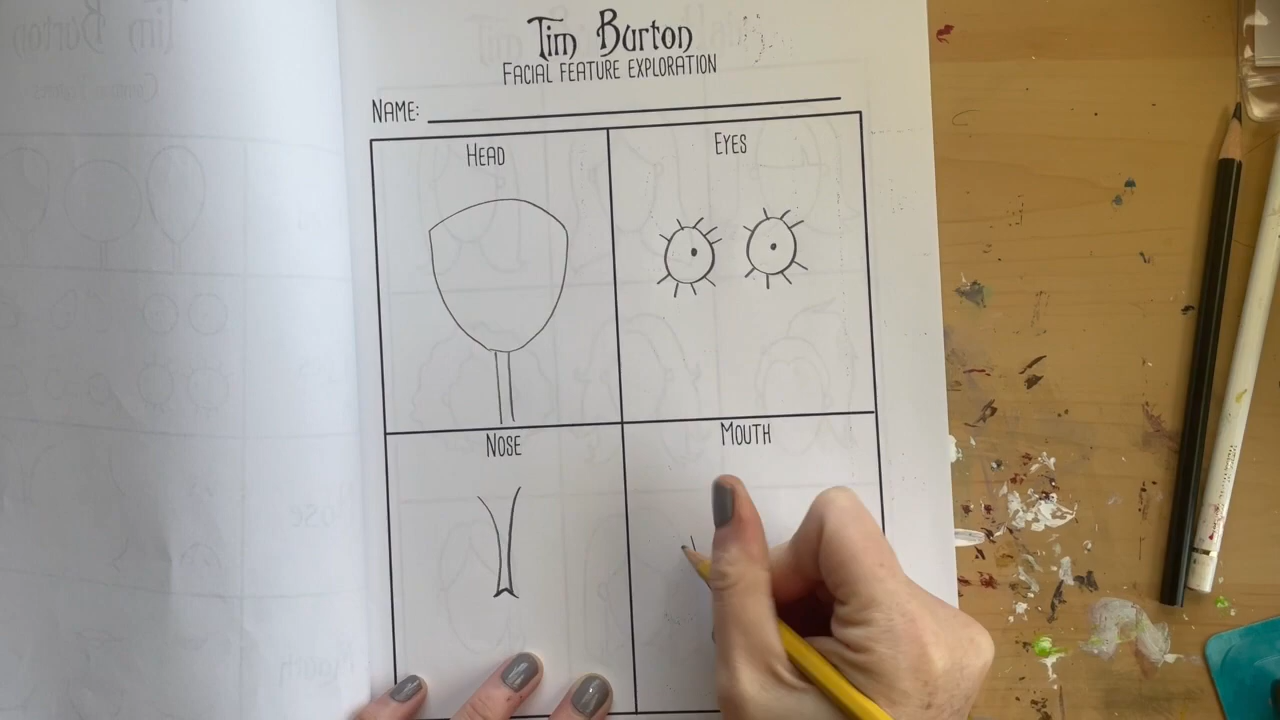 Tim Burton
FACIAL FEATURE EXPLORATION
NAME:
HEAD
EYES
NOSE
MOUTH